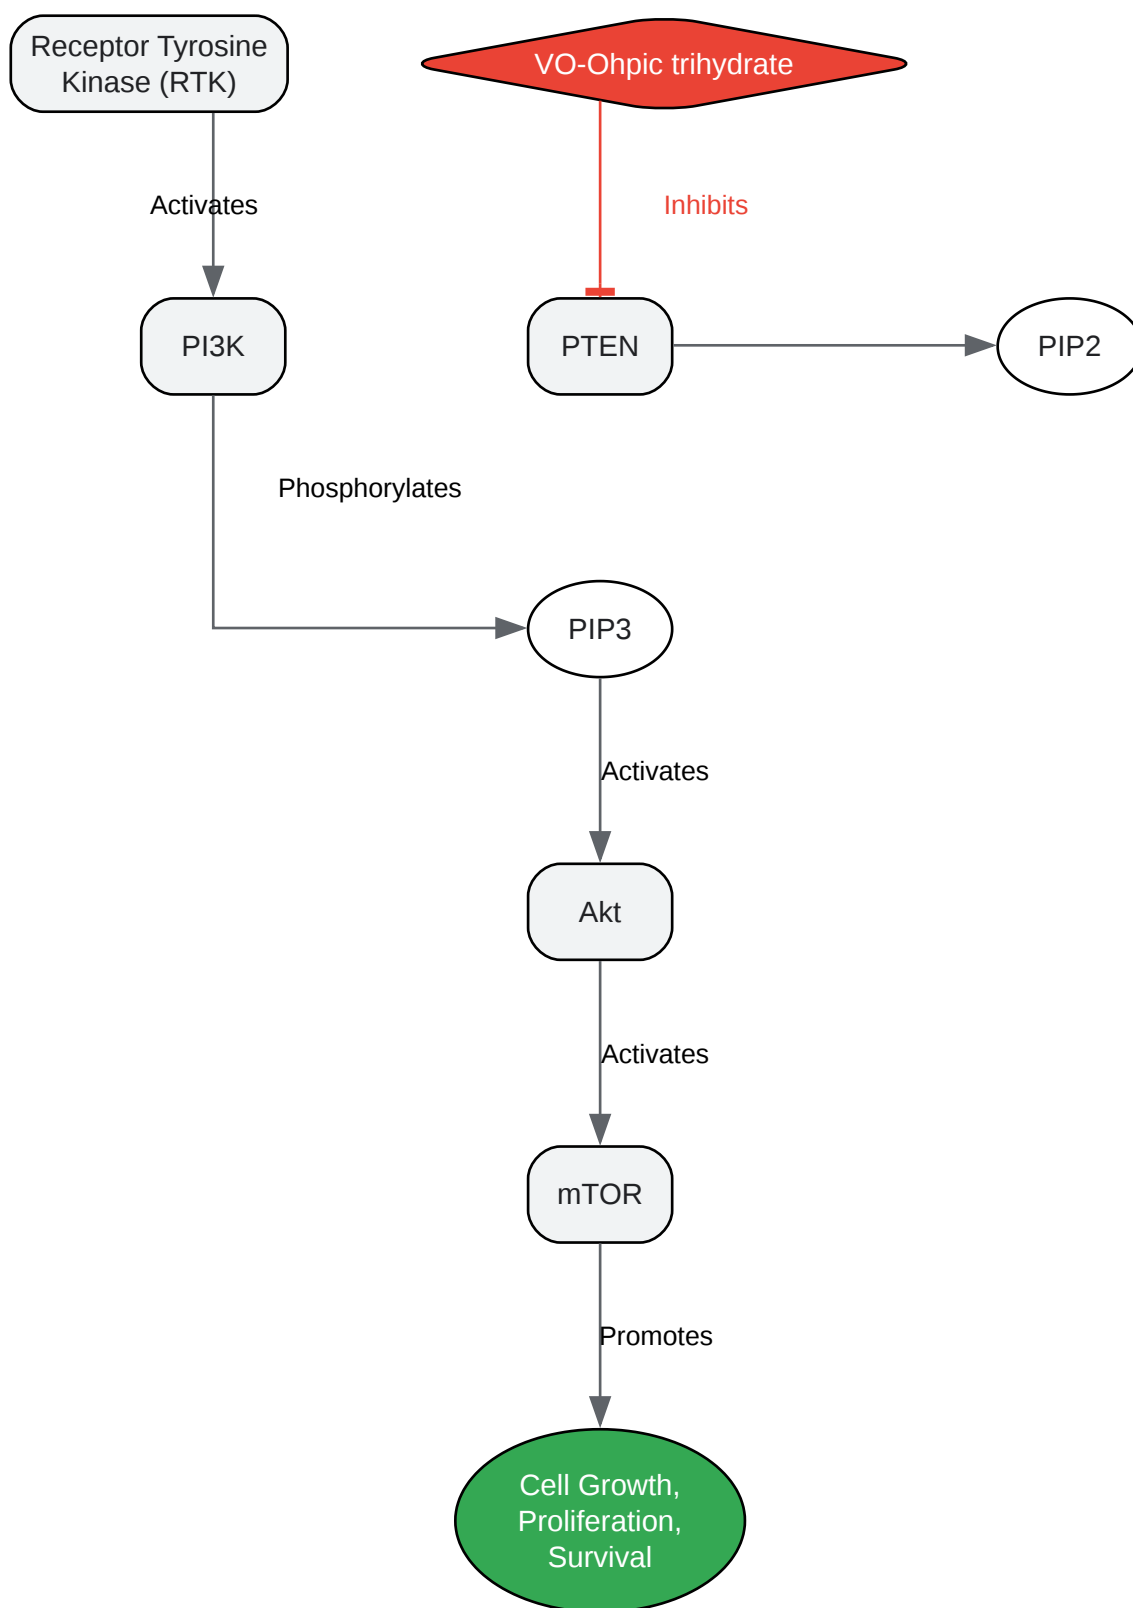 Receptor Tyrosine
Kinase (RTK)
VO-Ohpic trihydrate
Activates
Inhibits
PI3K
PTEN
PIP2
Phosphorylates
PIP3
Activates
Akt
Activates
mTOR
Promotes
Cell Growth,
Proliferation,
Survival